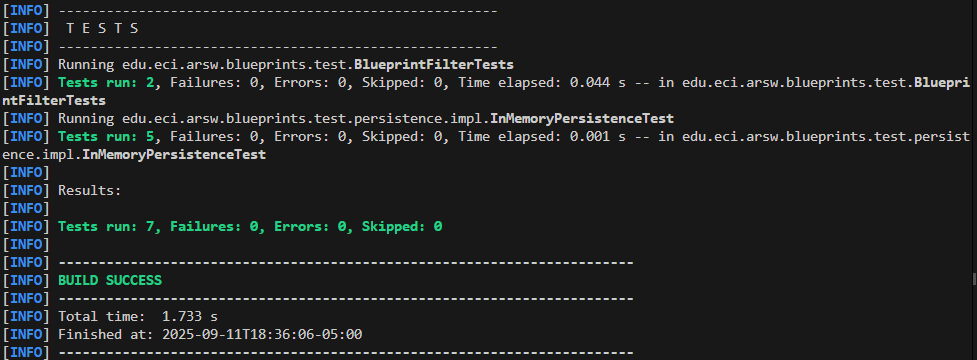 [INFO] -------------------------------------------------------
[INFO]  T E S T S
[INFO] -------------------------------------------------------
[INFO] Running edu.eci.arsw.blueprints.test.BlueprintFilterTests
[INFO] Tests run: 2, Failures: 0, Errors: 0, Skipped: 0, Time elapsed: 0.044 s -- in edu.eci.arsw.blueprints.test.Bluepri
ntFilterTests
[INFO] Running edu.eci.arsw.blueprints.test.persistence.impl.InMemoryPersistenceTest
[INFO] Tests run: 5, Failures: 0, Errors: 0, Skipped: 0, Time elapsed: 0.001 s -- in edu.eci.arsw.blueprints.test.persist
ence.impl.InMemoryPersistenceTest
[INFO]
[INFO] Results:
[INFO]
[INFO] Tests run: 7, Failures: 0, Errors: 0, Skipped: 0
[INFO]
[INFO] ------------------------------------------------------------------------
[INFO] BUILD SUCCESS
[INFO] ------------------------------------------------------------------------
[INFO] Total time:  1.733 s
[INFO] Finished at: 2025-09-11T18:36:06-05:00
[INFO] ------------------------------------------------------------------------